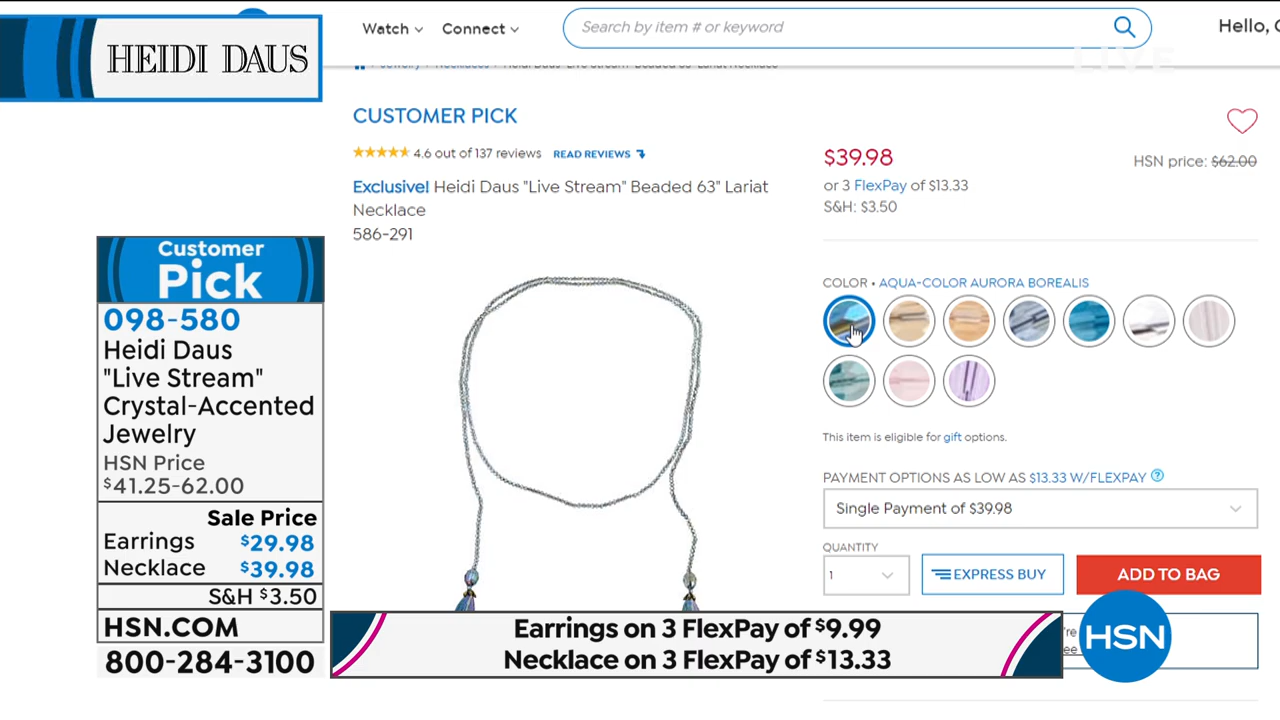 HEIDI DAUS
Watch
Connect
Search by item # or keyword
Hello,
LIVE
CUSTOMER PICK
4.6 out of 137 reviews READ REVIEWS
Exclusive! Heidi Daus "Live Stream" Beaded 63" Lariat
Necklace
586-291
$39.98
HSN price: $62.00
or 3 FlexPay of $13.33
S&H: $3.50
COLOR • AQUA-COLOR AURORA BOREALIS
This item is eligible for gift options.
PAYMENT OPTIONS AS LOW AS $13.33 W/FLEXPAY ?
Single Payment of $39.98
QUANTITY
1
EXPRESS BUY
ADD TO BAG
Customer
Pick
098-580
Heidi Daus
"Live Stream"
Crystal-Accented
Jewelry
HSN Price
$41.25-62.00
Sale Price
Earrings $29.98
Necklace $39.98
S&H $3.50
HSN.COM
800-284-3100
Earrings on 3 FlexPay of $9.99
Necklace on 3 FlexPay of $13.33
HSN